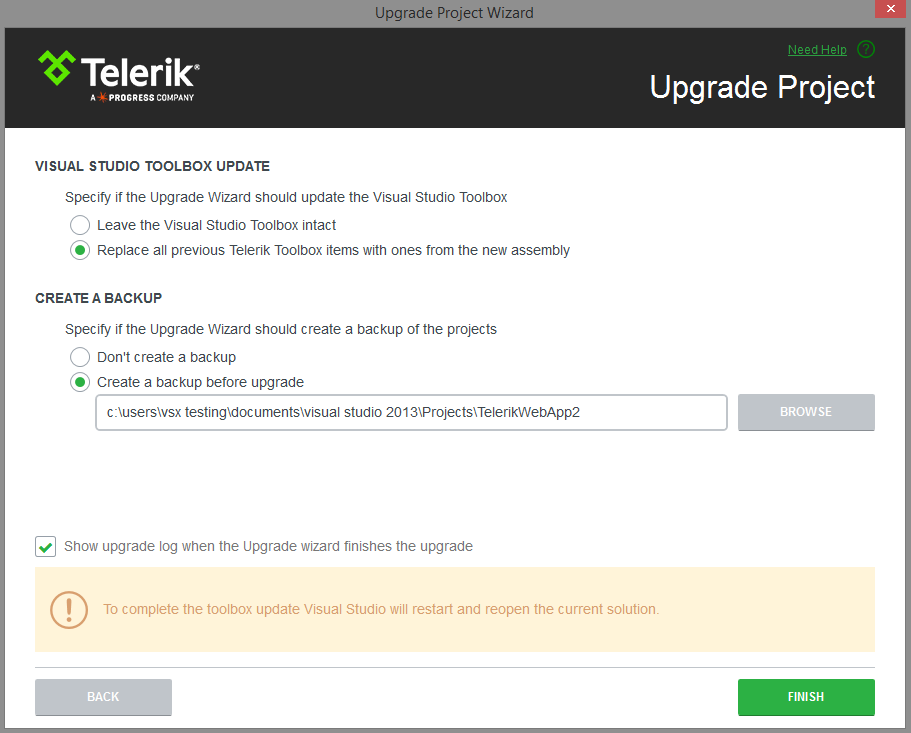 Upgrade Project Wizard
Need Help ?
Telerik®
A PROGRESS COMPANY
Upgrade Project
VISUAL STUDIO TOOLBOX UPDATE
Specify if the Upgrade Wizard should update the Visual Studio Toolbox
Leave the Visual Studio Toolbox intact
Replace all previous Telerik Toolbox items with ones from the new assembly
CREATE A BACKUP
Specify if the Upgrade Wizard should create a backup of the projects
Don't create a backup
Create a backup before upgrade
c:\users\vsx testing\documents\visual studio 2013\Projects\TelerikWebApp2
BROWSE
Show upgrade log when the Upgrade wizard finishes the upgrade
To complete the toolbox update Visual Studio will restart and reopen the current solution.
BACK
FINISH